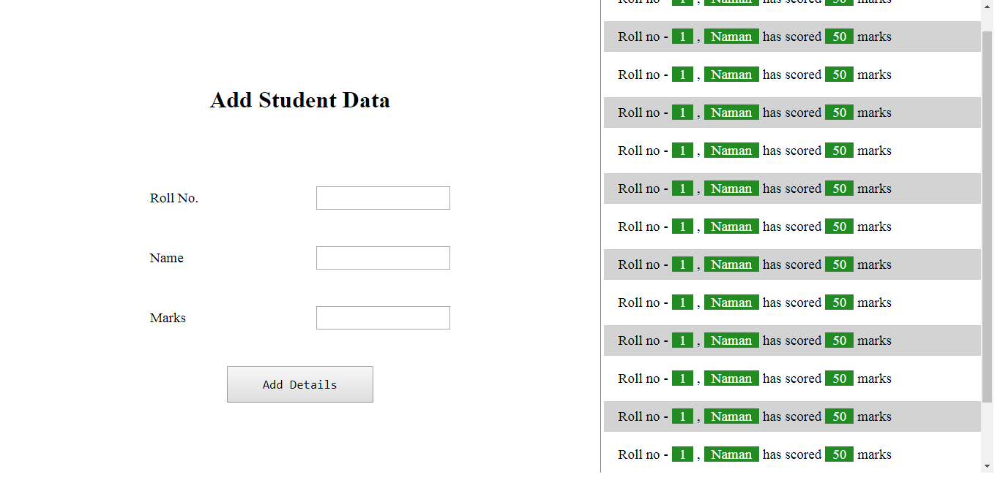 Add Student Data
Roll No.
Name
Marks
Add Details
Roll no - 1 , Naman has scored 50 marks
Roll no - 1 , Naman has scored 50 marks
Roll no - 1 , Naman has scored 50 marks
Roll no - 1 , Naman has scored 50 marks
Roll no - 1 , Naman has scored 50 marks
Roll no - 1 , Naman has scored 50 marks
Roll no - 1 , Naman has scored 50 marks
Roll no - 1 , Naman has scored 50 marks
Roll no - 1 , Naman has scored 50 marks
Roll no - 1 , Naman has scored 50 marks
Roll no - 1 , Naman has scored 50 marks
Roll no - 1 , Naman has scored 50 marks
Roll no - 1 , Naman has scored 50 marks